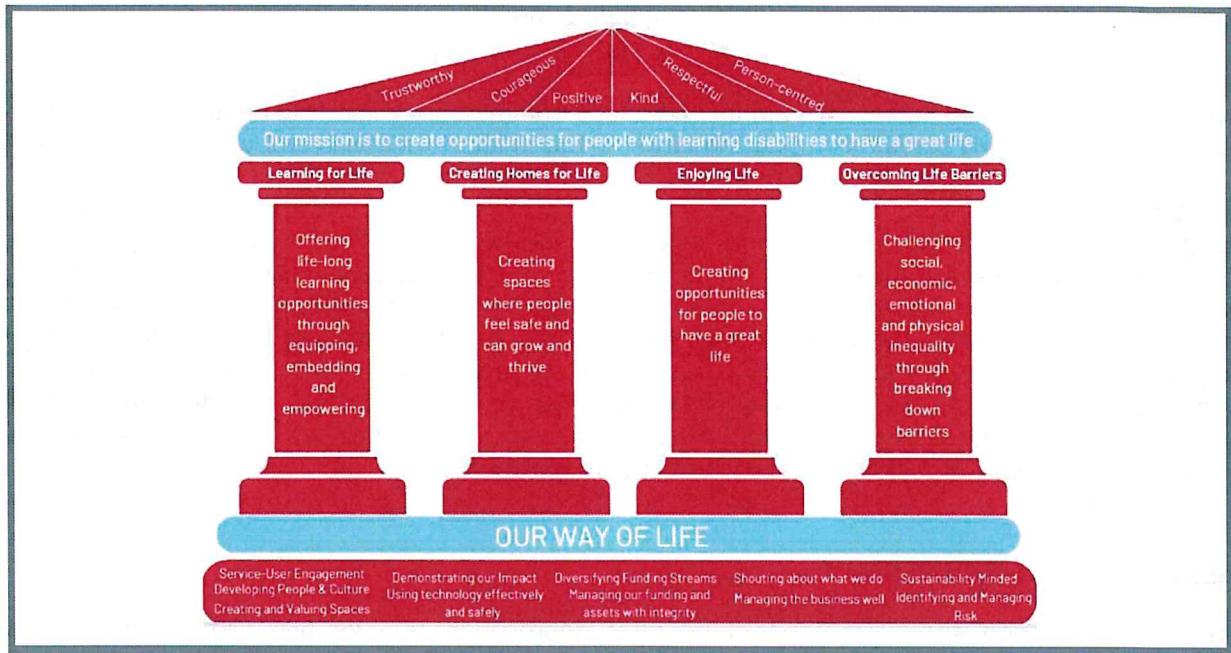 Trustworthy
Courageous
Positive
Kind
Respectful
Person-centred
Our mission is to create opportunities for people with learning disabilities to have a great life
Learning for Life
Offering
life-long
learning
opportunities
through
equipping,
embedding
and
empowering
Creating Homes for Life
Creating
spaces
where people
feel safe and
can grow and
thrive
Enjoying Life
Creating
opportunities
for people to
have a great
life
Overcoming Life Barriers
Challenging
social,
economic,
emotional
and physical
inequality
through
breaking
down
barriers
OUR WAY OF LIFE
Service-User Engagement
Developing People & Culture
Creating and Valuing Spaces
Demonstrating our Impact
Using technology effectively
and safely
Diversifying Funding Streams
Managing our funding and
assets with integrity
Shouting about what we do
Managing the business well
Sustainability Minded
Identifying and Managing
Risk